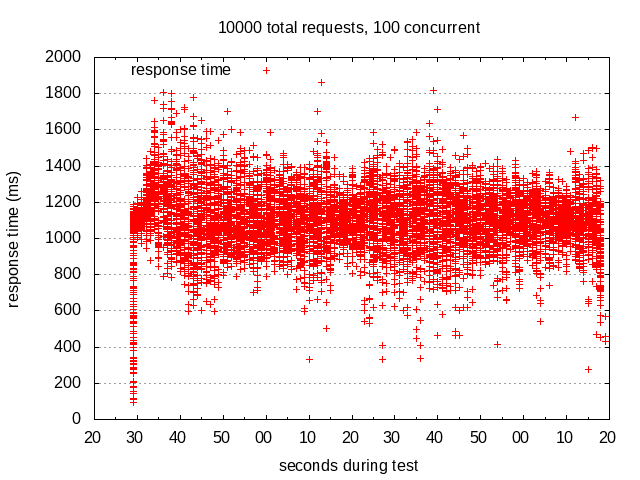 10000 total requests, 100 concurrent
2000
1800
1600
1400
1200
1000
800
600
400
200
0
response time (ms)
response time
20 30 40 50 00 10 20 30 40 50 00 10 20
seconds during test